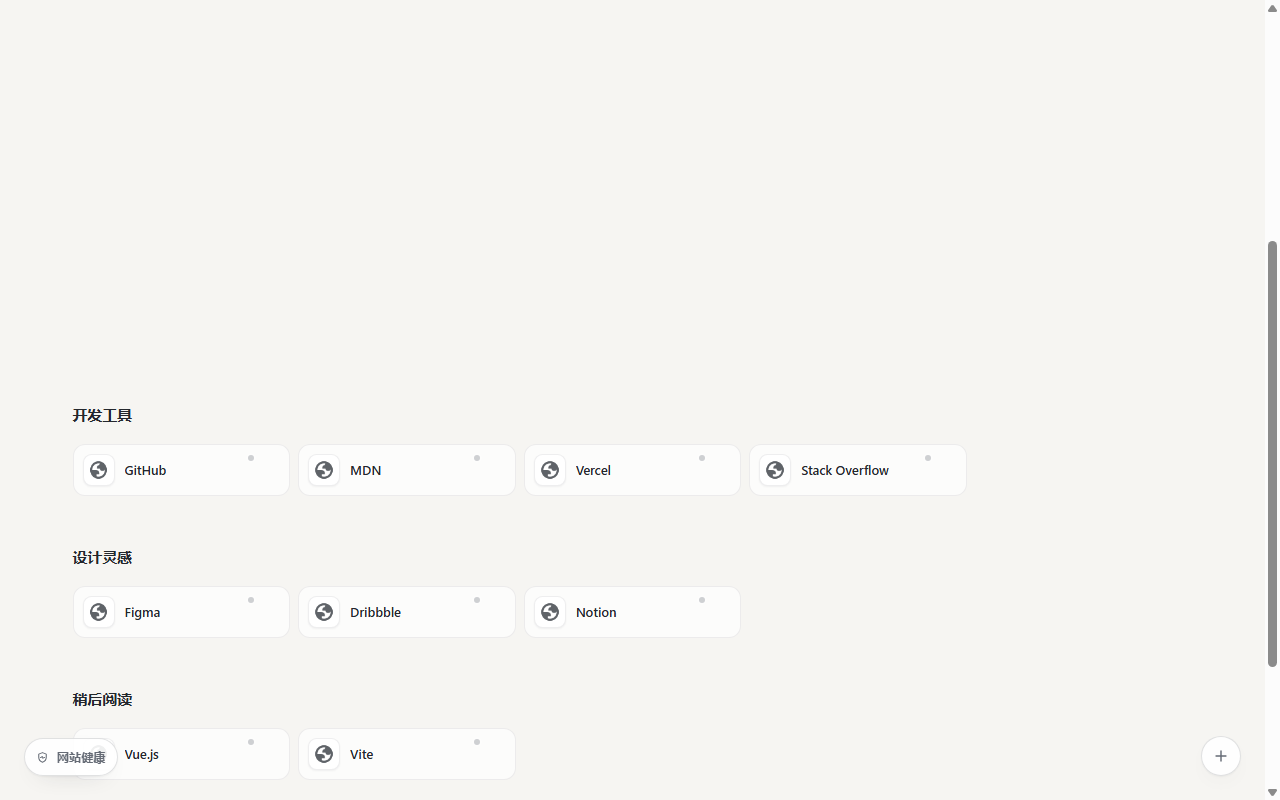 开发工具
GitHub
MDN
Vercel
Stack Overflow
设计灵感
Figma
Dribbble
Notion
稍后阅读
Vue.js
Vite
网站健康